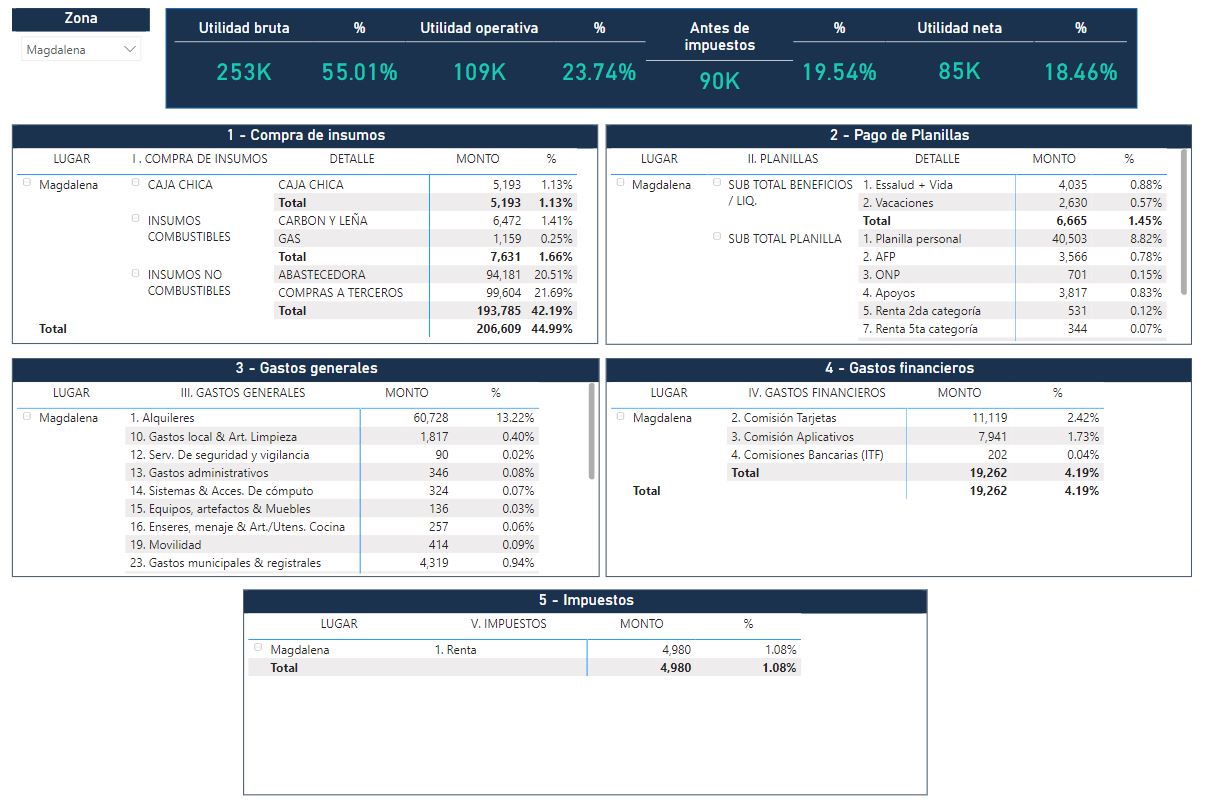 Zona
Magdalena
Utilidad bruta % Utilidad operativa % Antes de impuestos % Utilidad neta %
253K 55.01% 109K 23.74% 90K 19.54% 85K 18.46%
1 - Compra de insumos
LUGAR I . COMPRA DE INSUMOS DETALLE MONTO %
Magdalena CAJA CHICA CAJA CHICA 5,193 1.13%
Total 5,193 1.13%
INSUMOS COMBUSTIBLES CARBON Y LEÑA 6,472 1.41%
GAS 1,159 0.25%
Total 7,631 1.66%
INSUMOS NO COMBUSTIBLES ABASTECEDORA 94,181 20.51%
COMPRAS A TERCEROS 99,604 21.69%
Total 193,785 42.19%
Total 206,609 44.99%
2 - Pago de Planillas
LUGAR II. PLANILLAS DETALLE MONTO %
Magdalena SUB TOTAL BENEFICIOS / LIQ. 1. Essalud + Vida 4,035 0.88%
2. Vacaciones 2,630 0.57%
Total 6,665 1.45%
SUB TOTAL PLANILLA 1. Planilla personal 40,503 8.82%
2. AFP 3,566 0.78%
3. ONP 701 0.15%
4. Apoyos 3,817 0.83%
5. Renta 2da categoría 531 0.12%
7. Renta 5ta categoría 344 0.07%
3 - Gastos generales
LUGAR III. GASTOS GENERALES MONTO %
Magdalena 1. Alquileres 60,728 13.22%
10. Gastos local & Art. Limpieza 1,817 0.40%
12. Serv. De seguridad y vigilancia 90 0.02%
13. Gastos administrativos 346 0.08%
14. Sistemas & Acces. De cómputo 324 0.07%
15. Equipos, artefactos & Muebles 136 0.03%
16. Enseres, menaje & Art./Utens. Cocina 257 0.06%
19. Movilidad 414 0.09%
23. Gastos municipales & registrales 4,319 0.94%
4 - Gastos financieros
LUGAR IV. GASTOS FINANCIEROS MONTO %
Magdalena 2. Comisión Tarjetas 11,119 2.42%
3. Comisión Aplicativos 7,941 1.73%
4. Comisiones Bancarias (ITF) 202 0.04%
Total 19,262 4.19%
Total 19,262 4.19%
5 - Impuestos
LUGAR V. IMPUESTOS MONTO %
Magdalena 1. Renta 4,980 1.08%
Total 4,980 1.08%